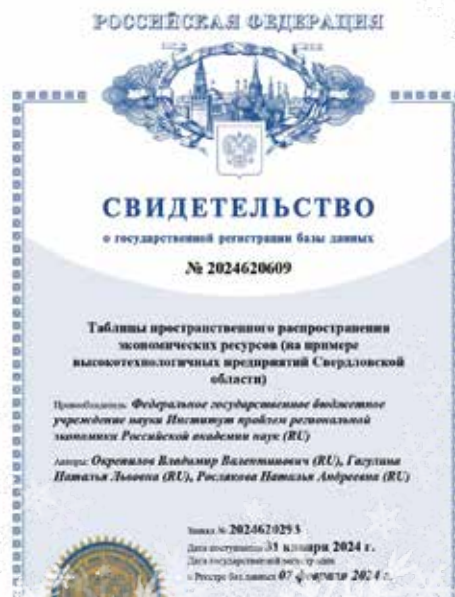 РОССИЙСКАЯ ФЕДЕРАЦИЯ
СВИДЕТЕЛЬСТВО
о государственной регистрации базы данных
№ 2024620609
Таблицы пространственного распространения
экономических ресурсов (на примере
высокотехнологичных предприятий Свердловской
области)
Правообладатель: Федеральное государственное бюджетное
учреждение науки Институт проблем региональной
экономики Российской академии наук (RU)
Авторы: Окрепилов Владимир Валентинович (RU), Гагулина
Наталья Львовна (RU), Рослякова Наталья Андреевна (RU)
Заявка № 2024620293
Дата поступления 31 января 2024 г.
Дата государственной регистрации
в Реестре баз данных 07 февраля 2024 г.